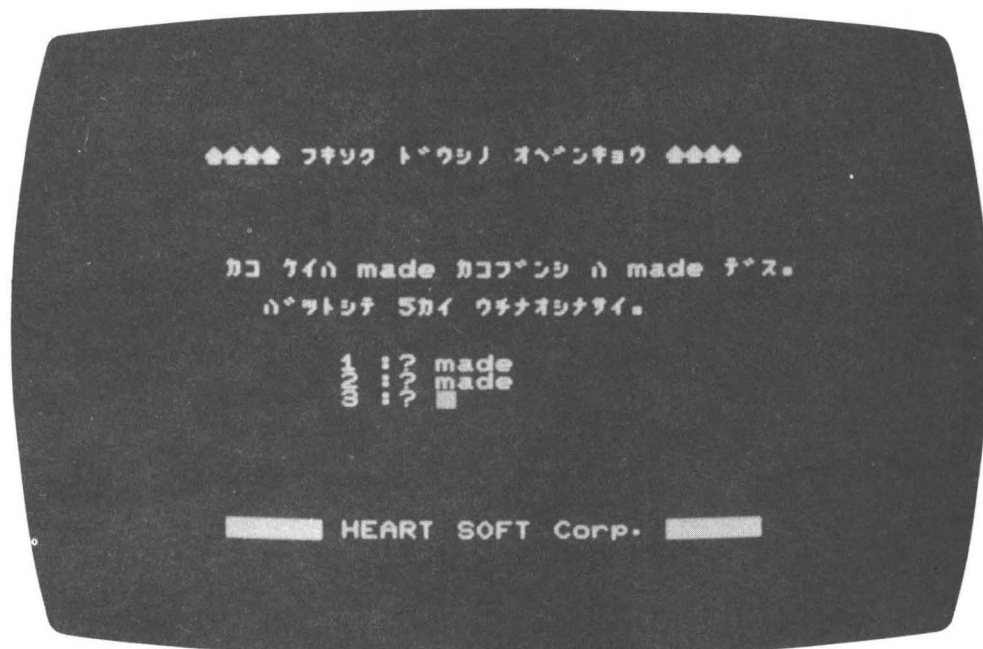 ♠♠♠♠ フキソク ドウシノ オベンキョウ ♠♠♠♠
カコ ケイハ made カコブンシ ハ made デス。
バツトシテ 5カイ ウチナオシナサイ。
1 :? made
2 :? made
3 :?
HEART SOFT Corp.